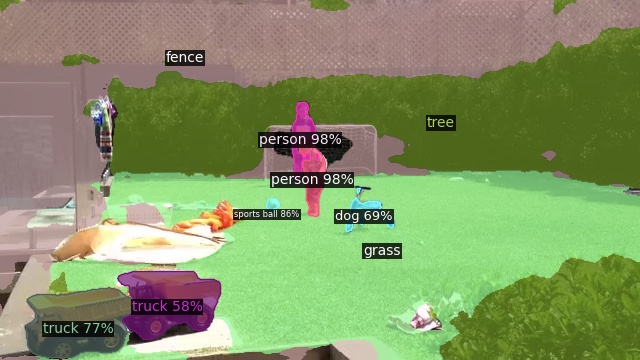 fence
tree
person 98%
person 98%
sports ball 86%
dog 69%
grass
truck 58%
truck 77%